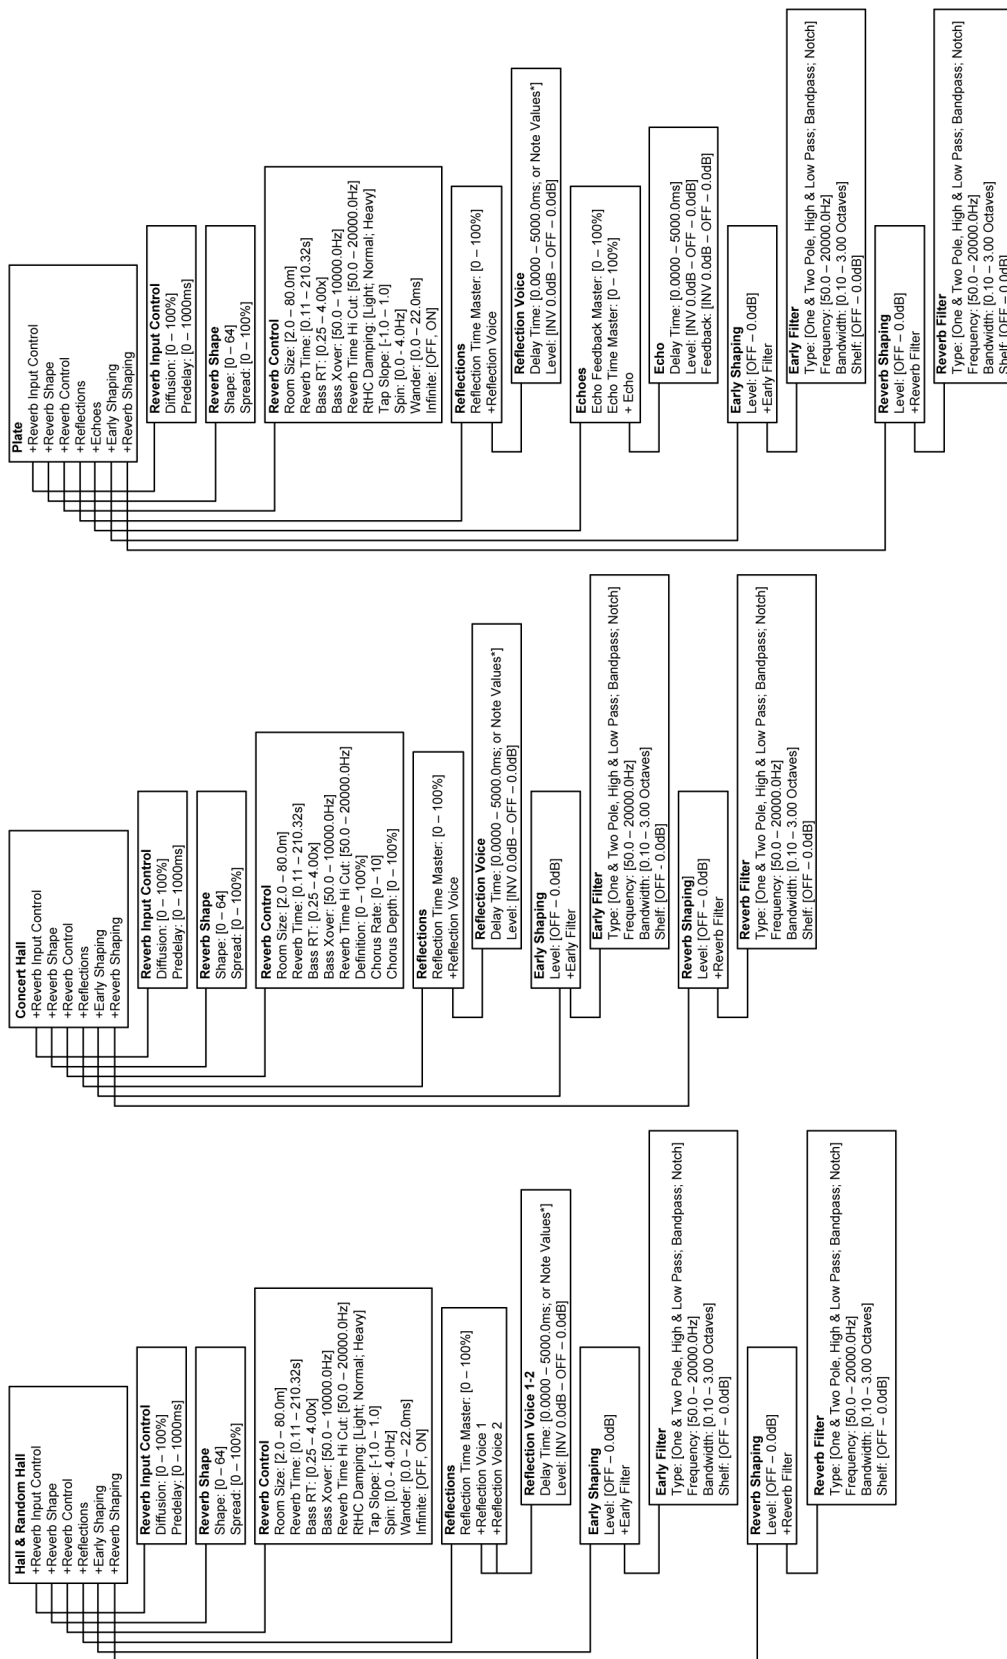 Hall & Random Hall
+Reverb Input Control
+Reverb Shape
+Reverb Control
+Reflections
+Early Shaping
+Reverb Shaping
Reverb Input Control
Diffusion: [0 – 100%]
Predelay: [0 – 1000ms]
Reverb Shape
Shape: [0 – 64]
Spread: [0 –100%]
Reverb Control
Room Size: [2.0 – 80.0m]
Reverb Time: [0.11 – 210.32s]
Bass RT: [0.25 – 4.00x]
Bass Xover: [50.0 –10000.0Hz]
Reverb Time Hi Cut: [50.0 – 20000.0Hz]
RtHC Damping: [Light; Normal; Heavy]
Tap Slope: [-1.0 – 1.0]
Spin: [0.0 - 4.0Hz]
Wander: [0.0 – 22.0ms]
Infinite: [OFF, ON]
Reflections
Reflection Time Master: [0 – 100%]
+Reflection Voice 1
+Reflection Voice 2
Reflection Voice 1-2
Delay Time: [0.0000 – 5000.0ms; or Note Values*]
Level: [INV 0.0dB – OFF – 0.0dB]
Early Shaping
Level: [OFF – 0.0dB]
+Early Filter
Early Filter
Type: [One & Two Pole, High & Low Pass; Bandpass; Notch]
Frequency: [50.0 – 20000.0Hz]
Bandwidth: [0.10 – 3.00 Octaves]
Shelf: [OFF – 0.0dB]
Reverb Shaping
Level: [OFF – 0.0dB]
+Reverb Filter
Reverb Filter
Type: [One & Two Pole, High & Low Pass; Bandpass; Notch]
Frequency: [50.0 – 20000.0Hz]
Bandwidth: [0.10 – 3.00 Octaves]
Shelf: [OFF – 0.0dB]
Concert Hall
+Reverb Input Control
+Reverb Shape
+Reverb Control
+Reflections
+Early Shaping
+Reverb Shaping
Reverb Input Control
Diffusion: [0 – 100%]
Predelay: [0 – 1000ms]
Reverb Shape
Shape: [0 – 64]
Spread: [0 – 100%]
Reverb Control
Room Size: [2.0 – 80.0m]
Reverb Time: [0.11 – 210.32s]
Bass RT: [0.25 – 4.00x]
Bass Xover: [50.0 – 10000.0Hz]
Reverb Time Hi Cut: [50.0 – 20000.0Hz]
Definition: [0 – 100%]
Chorus Rate: [0 – 10]
Chorus Depth: [0 – 100%]
Reflections
Reflection Time Master: [0 – 100%]
+Reflection Voice
Reflection Voice
Delay Time: [0.0000 – 5000.0ms; or Note Values*]
Level: [INV 0.0dB – OFF – 0.0dB]
Early Shaping
Level: [OFF – 0.0dB]
+Early Filter
Early Filter
Type: [One & Two Pole, High & Low Pass; Bandpass; Notch]
Frequency: [50.0 – 20000.0Hz]
Bandwidth: [0.10 – 3.00 Octaves]
Shelf: [OFF – 0.0dB]
Reverb Shaping]
Level: [OFF – 0.0dB]
+Reverb Filter
Reverb Filter
Type: [One & Two Pole, High & Low Pass; Bandpass; Notch]
Frequency: [50.0 – 20000.0Hz]
Bandwidth: [0.10 – 3.00 Octaves]
Shelf: [OFF – 0.0dB]
Plate
+Reverb Input Control
+Reverb Shape
+Reverb Control
+Reflections
+Echoes
+Early Shaping
+Reverb Shaping
Reverb Input Control
Diffusion: [0 – 100%]
Predelay: [0 – 1000ms]
Reverb Shape
Shape: [0 – 64]
Spread: [0 – 100%]
Reverb Control
Room Size: [2.0 – 80.0m]
Reverb Time: [0.11 – 210.32s]
Bass RT: [0.25 – 4.00x]
Bass Xover: [50.0 – 10000.0Hz]
Reverb Time Hi Cut: [50.0 – 20000.0Hz]
RtHC Damping: [Light; Normal; Heavy]
Tap Slope: [-1.0 – 1.0]
Spin: [0.0 - 4.0Hz]
Wander: [0.0 – 22.0ms]
Infinite: [OFF, ON]
Reflections
Reflection Time Master: [0 – 100%]
+Reflection Voice
Reflection Voice
Delay Time: [0.0000 – 5000.0ms; or Note Values*]
Level: [INV 0.0dB – OFF – 0.0dB]
Echoes
Echo Feedback Master: [0 – 100%]
Echo Time Master: [0 – 100%]
+ Echo
Echo
Delay Time: [0.0000 – 5000.0ms]
Level: [INV 0.0dB – OFF – 0.0dB]
Feedback: [INV 0.0dB – OFF – 0.0dB]
Early Shaping
Level: [OFF – 0.0dB]
+Early Filter
Early Filter
Type: [One & Two Pole, High & Low Pass; Bandpass; Notch]
Frequency: [50.0 – 20000.0Hz]
Bandwidth: [0.10 – 3.00 Octaves]
Shelf: [OFF – 0.0dB]
Reverb Shaping
Level: [OFF – 0.0dB]
+Reverb Filter
Reverb Filter
Type: [One & Two Pole, High & Low Pass; Bandpass; Notch]
Frequency: [50.0 – 20000.0Hz]
Bandwidth: [0.10 – 3.00 Octaves]
Shelf: [OFF – 0.0dB]